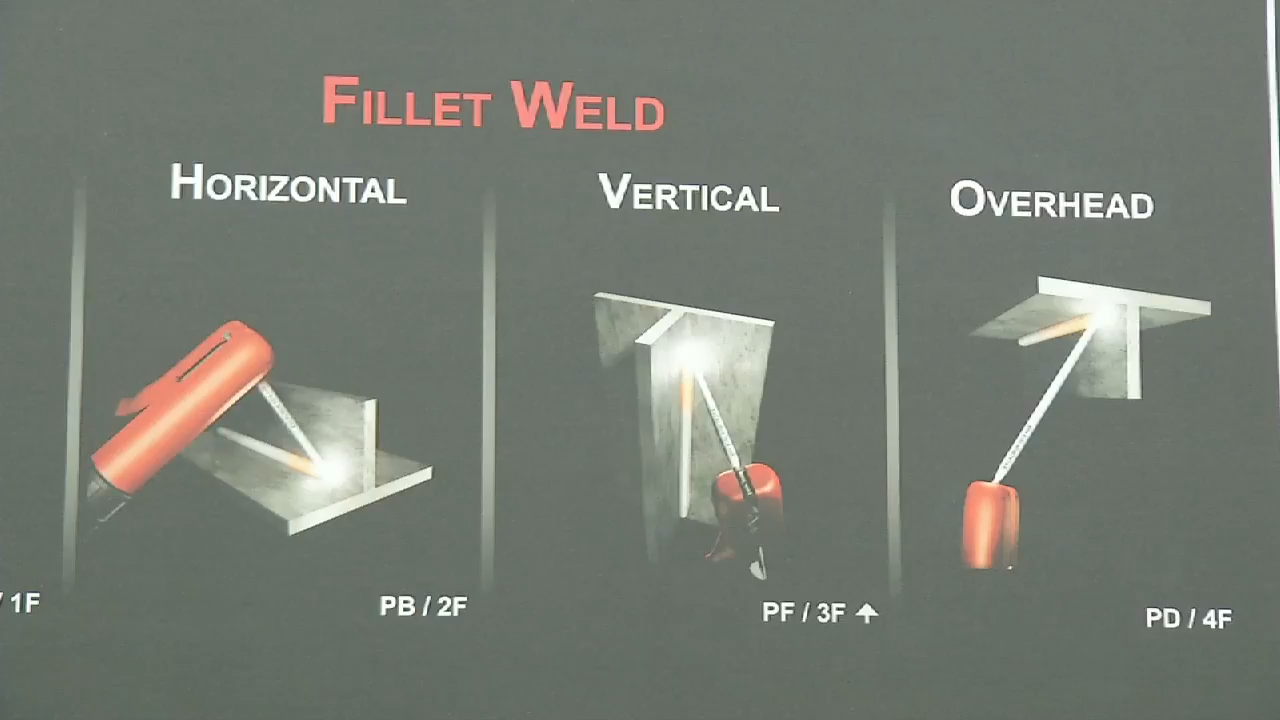 FILLET WELD
HORIZONTAL
VERTICAL
OVERHEAD
/ 1F
PB / 2F
PF / 3F ↑
PD / 4F